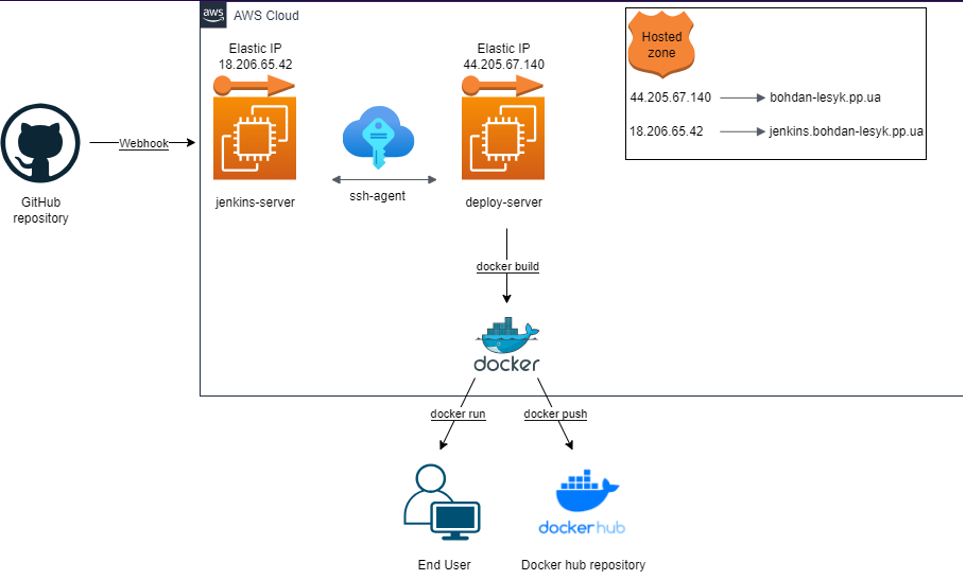 aws
AWS Cloud
Elastic IP
18.206.65.42
Elastic IP
44.205.67.140
Hosted
zone
44.205.67.140
bohdan-lesyk.pp.ua
18.206.65.42
jenkins.bohdan-lesyk.pp.ua
Webhook
GitHub
repository
jenkins-server
ssh-agent
deploy-server
docker build
docker
docker run
docker push
dockerhub
End User
Docker hub repository